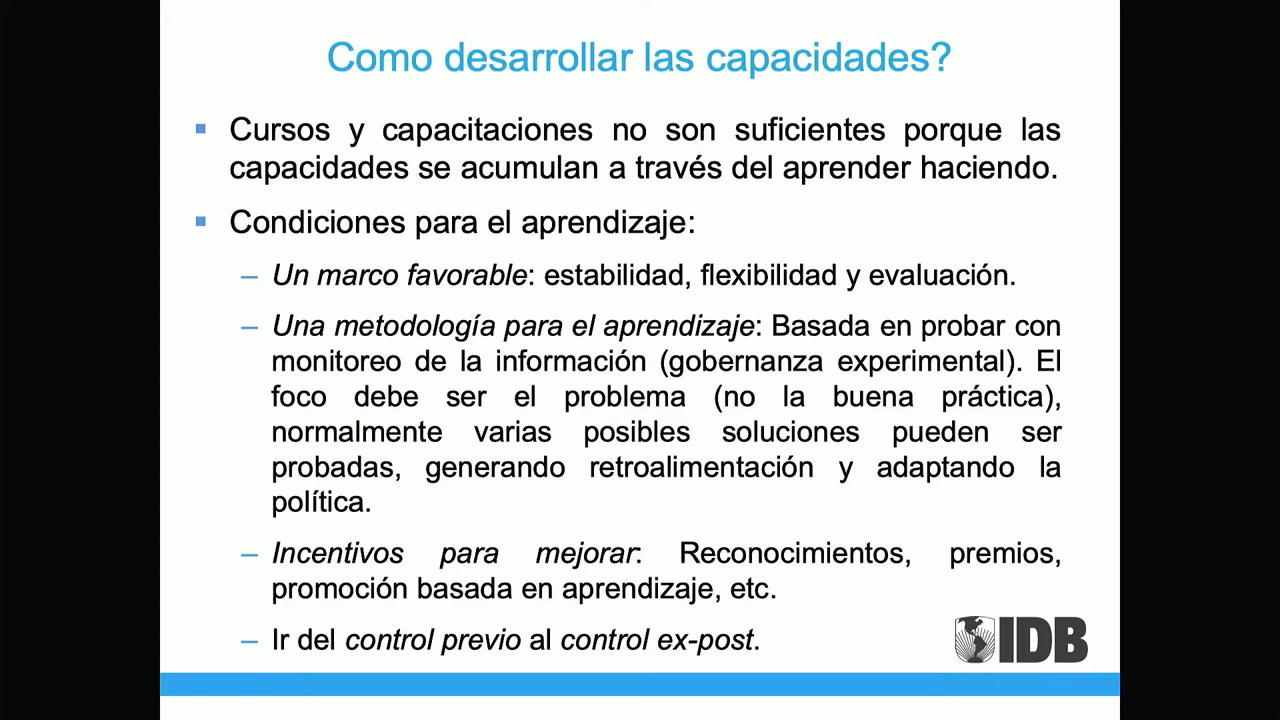 Como desarrollar las capacidades?
▪ Cursos y capacitaciones no son suficientes porque las
capacidades se acumulan a través del aprender haciendo.
▪ Condiciones para el aprendizaje:
– Un marco favorable: estabilidad, flexibilidad y evaluación.
– Una metodología para el aprendizaje: Basada en probar con
monitoreo de la información (gobernanza experimental). El
foco debe ser el problema (no la buena práctica),
normalmente varias posibles soluciones pueden ser
probadas, generando retroalimentación y adaptando la
política.
– Incentivos para mejorar: Reconocimientos, premios,
promoción basada en aprendizaje, etc.
– Ir del control previo al control ex-post.
IDB